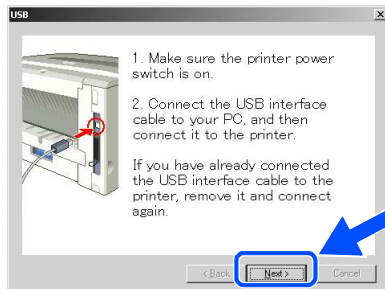 USB
1. Make sure the printer power
switch is on.
2. Connect the USB interface
cable to your PC, and then
connect it to the printer.
If you have already connected
the USB interface cable to the
printer, remove it and connect
again.
< Back
Next >
Cancel